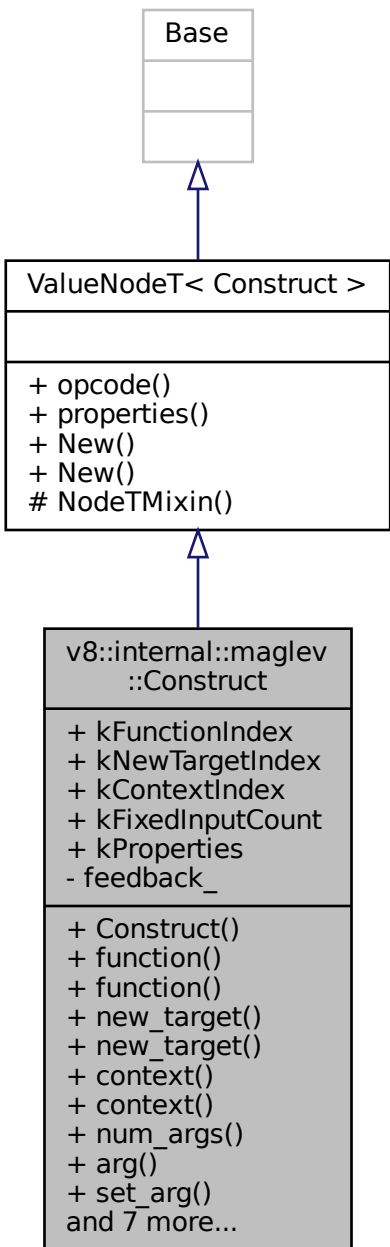 Base
ValueNodeT< Construct >
+ opcode()
+ properties()
+ New()
+ New()
# NodeTMixin()
v8::internal::maglev
::Construct
+ kFunctionIndex
+ kNewTargetIndex
+ kContextIndex
+ kFixedInputCount
+ kProperties
- feedback_
+ Construct()
+ function()
+ function()
+ new_target()
+ new_target()
+ context()
+ context()
+ num_args()
+ arg()
+ set_arg()
and 7 more...